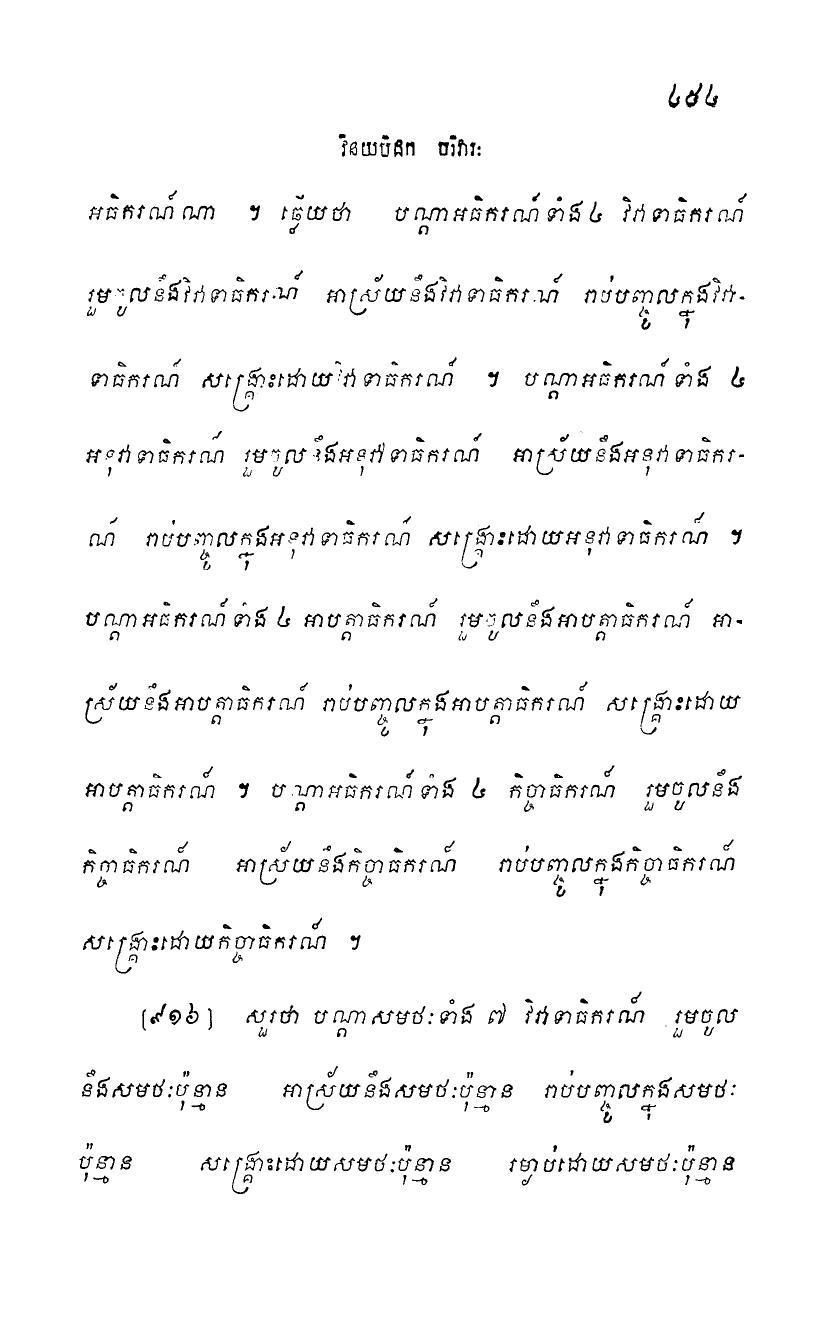 ៤៩៤
វិនយបិដក បរិវារៈ
អធិករណ៍ណា ។ ឆ្លើយថា បណ្តាអធិករណ៍ទាំង៤ វិវាទាធិករណ៍
រួមចូលនឹងវិវាទាធិករណ៍ អាស្រ័យនឹងវិវាទាធិករណ៍ រាប់បញ្ចូលក្នុងវិវា-
ទាធិករណ៍ សង្គ្រោះដោយវិវាទាធិករណ៍ ។ បណ្តាអធិករណ៍ទាំង ៤
អនុវាទាធិករណ៍ រួមចូលនឹងអនុវាទាធិករណ៍ អាស្រ័យនឹងអនុវាទាធិករ-
ណ៍ រាប់បញ្ចូលក្នុងអនុវាទាធិករណ៍ សង្គ្រោះដោយអនុវាទាធិករណ៍ ។
បណ្តាអធិករណ៍ទាំង ៤ អាបត្តាធិករណ៍ រួមចូលនឹងអាបត្តាធិករណ៍ អា-
ស្រ័យនឹងអាបត្តាធិករណ៍ រាប់បញ្ចូលក្នុងអាបត្តាធិករណ៍ សង្គ្រោះដោយ
អាបត្តាធិករណ៍ ។ បណ្តាអធិករណ៍ទាំង ៤ កិច្ចាធិករណ៍ រួមចូលនឹង
កិច្ចាធិករណ៍ អាស្រ័យនឹងកិច្ចាធិករណ៍ រាប់បញ្ចូលក្នុងកិច្ចាធិករណ៍
សង្គ្រោះដោយកិច្ចាធិករណ៍ ។
[៩១៦] សួរថា បណ្តាសមថៈទាំង ៧ វិវាទាធិករណ៍ រួមចូល
នឹងសមថៈប៉ុន្មាន អាស្រ័យនឹងសមថៈប៉ុន្មាន រាប់បញ្ចូលក្នុងសមថៈ
ប៉ុន្មាន សង្គ្រោះដោយសមថៈប៉ុន្មាន រម្ងាប់ដោយសមថៈប៉ុន្មាន